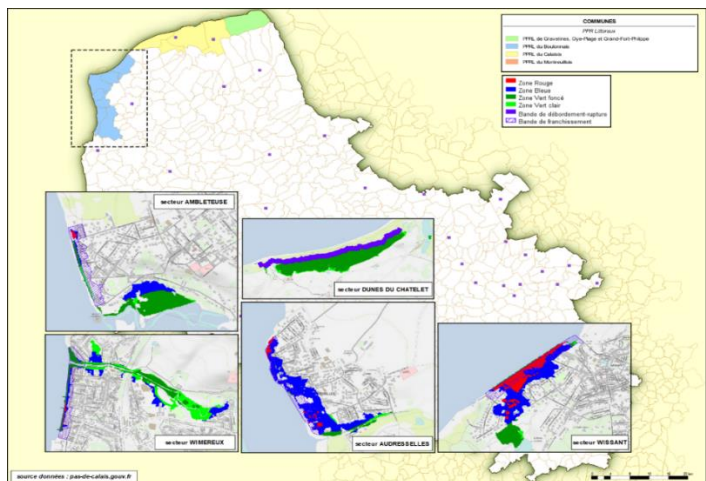 COMMUNES
PPR Littoraux
PPRL de Gravelines, Oye-Plage et Grand-Fort-Philippe
PPRL du Boulonnais
PPRL du Calaisis
PPRL du Montreuillois
Zone Rouge
Zone Bleue
Zone Vert foncé
Zone Vert clair
Bande de débordement-rupture
Bande de franchissement
secteur AMBLETEUSE
secteur DUNES DU CHATELET
secteur WIMEREUX
secteur AUDRESSELLES
secteur WISSANT
source données : pas-de-calais.gouv.fr